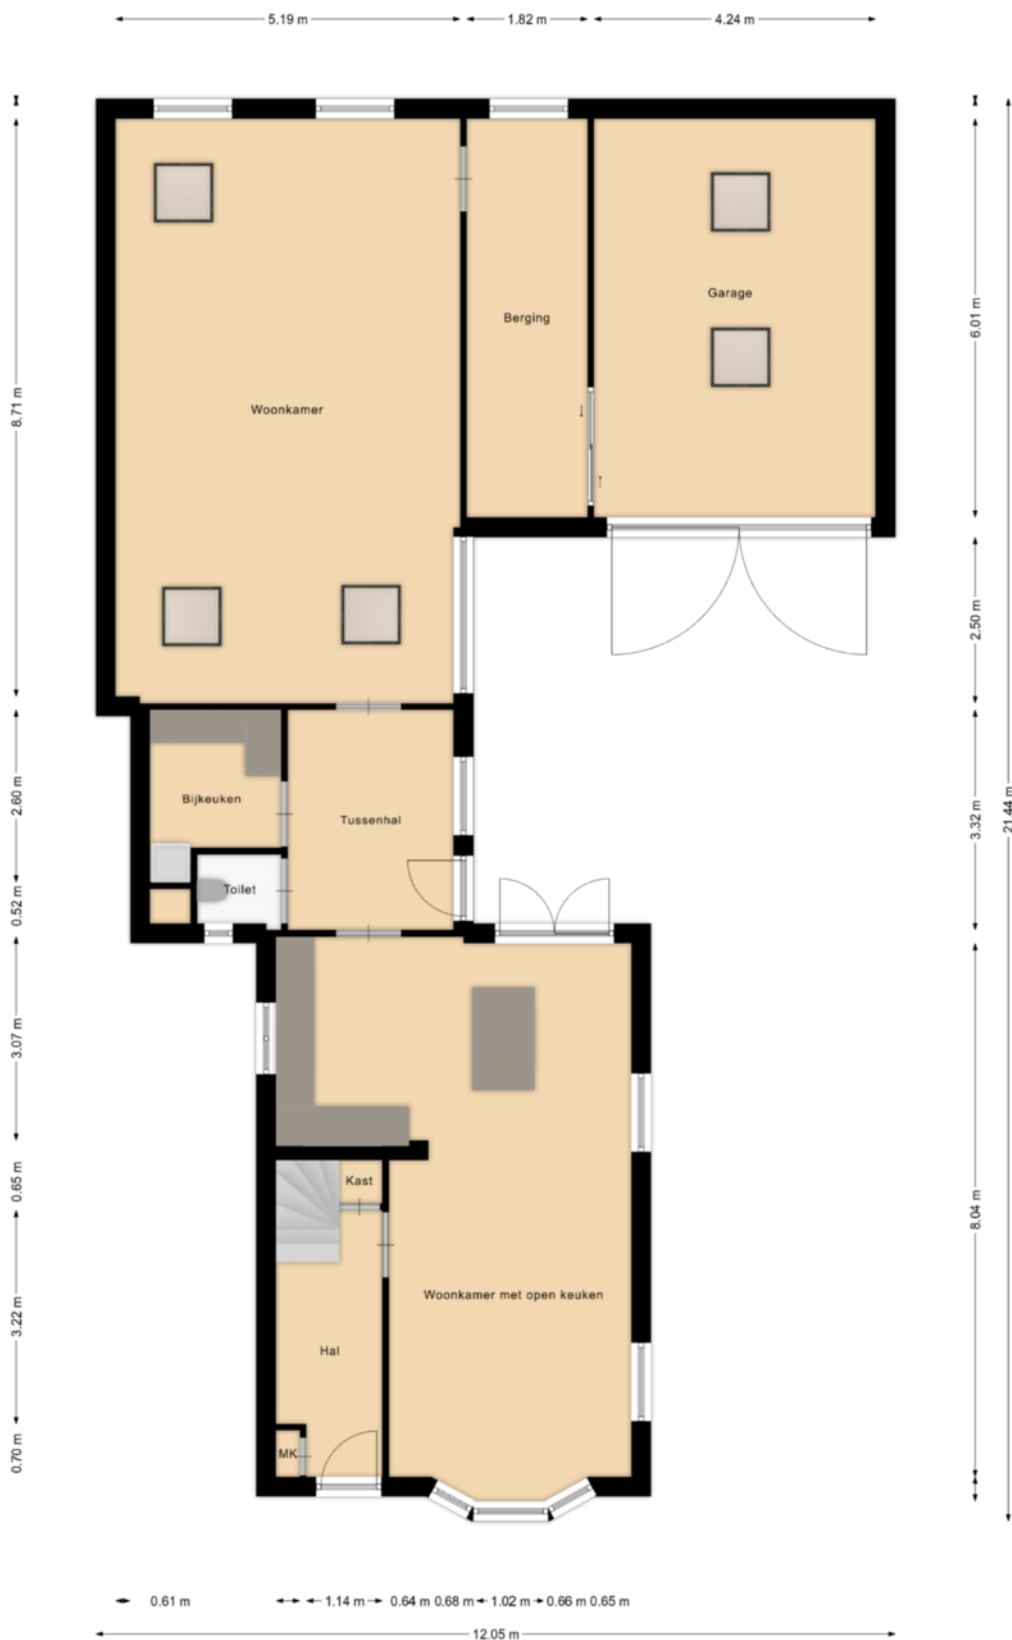 5.19 m
1.82 m
4.24 m
8.71 m
6.01 m
Garage
Berging
Woonkamer
2.50 m
2.60 m
Bijkeuken
Tussenhal
3.32 m
21.44 m
0.52 m
Toilet
3.07 m
0.65 m
Kast
8.04 m
3.22 m
Woonkamer met open keuken
Hal
0.70 m
MK
0.61 m
1.14 m
0.64 m
0.68 m
1.02 m
0.66 m
0.65 m
12.05 m